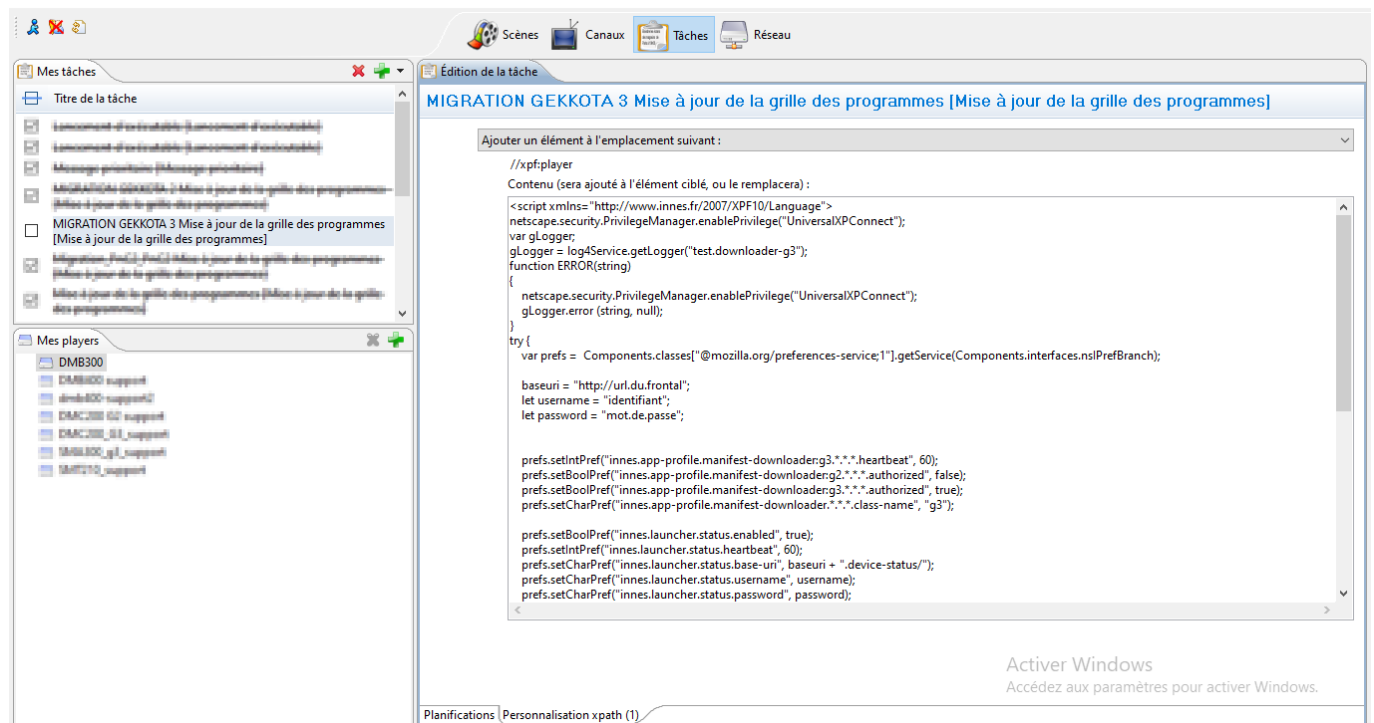 Scènes
Canaux
Tâches
Réseau
Mes tâches
Titre de la tâche
MIGRATION GEKKOTA 3 Mise à jour de la grille des programmes
[Mise à jour de la grille des programmes]
Mes players
DMB300
Édition de la tâche
MIGRATION GEKKOTA 3 Mise à jour de la grille des programmes [Mise à jour de la grille des programmes]
Ajouter un élément à l'emplacement suivant :
//xpf:player
Contenu (sera ajouté à l'élément ciblé, ou le remplacera) :
<script xmlns="http://www.innes.fr/2007/XPF10/Language">
netscape.security.PrivilegeManager.enablePrivilege("UniversalXPConnect");
var gLogger;
gLogger = log4Service.getLogger("test.downloader-g3");
function ERROR(string)
{
netscape.security.PrivilegeManager.enablePrivilege("UniversalXPConnect");
gLogger.error (string, null);
}
try {
var prefs = Components.classes["@mozilla.org/preferences-service;1"].getService(Components.interfaces.nsIPrefBranch);
baseuri = "http://url.du.frontal";
let username = "identifiant";
let password = "mot.de.passe";
prefs.setIntPref("innes.app-profile.manifest-downloader:g3.*.*.*.heartbeat", 60);
prefs.setBoolPref("innes.app-profile.manifest-downloader:g2.*.*.*.authorized", false);
prefs.setBoolPref("innes.app-profile.manifest-downloader:g3.*.*.*.authorized", true);
prefs.setCharPref("innes.app-profile.manifest-downloader.*.*.*.class-name", "g3");
prefs.setBoolPref("innes.launcher.status.enabled", true);
prefs.setIntPref("innes.launcher.status.heartbeat", 60);
prefs.setCharPref("innes.launcher.status.base-uri", baseuri + ".device-status/");
prefs.setCharPref("innes.launcher.status.username", username);
prefs.setCharPref("innes.launcher.status.password", password);
Activer Windows
Accédez aux paramètres pour activer Windows.
Planifications
Personnalisation xpath (1)